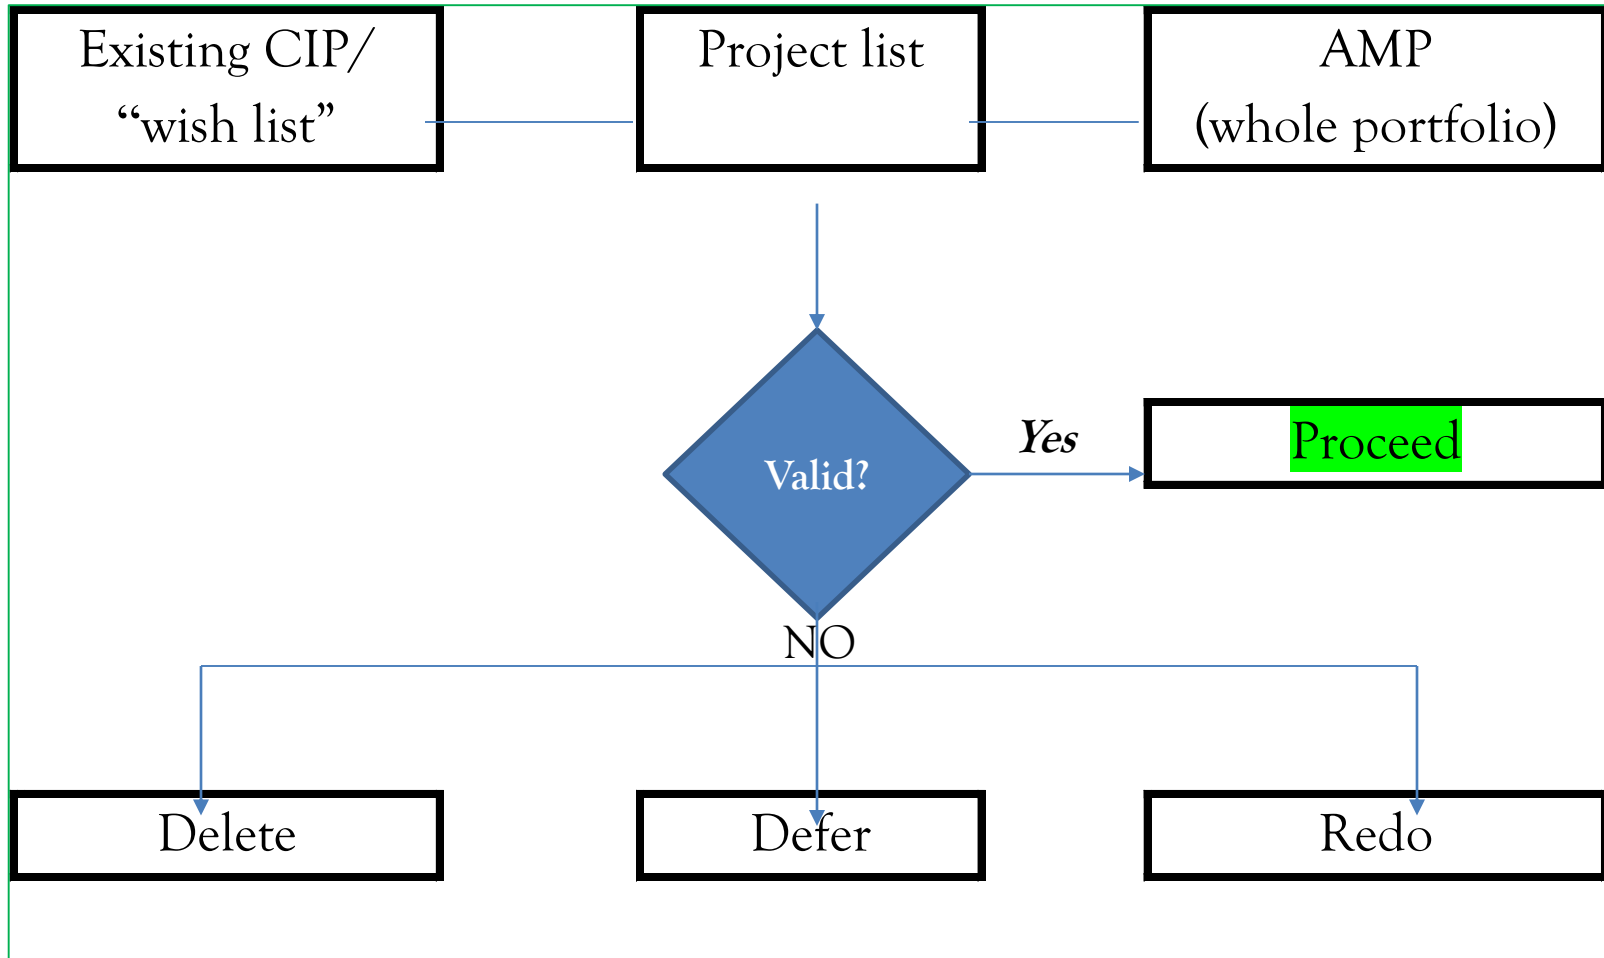 Existing CIP/
“wish list”
Project list
AMP
(whole portfolio)
Valid?
Yes
Proceed
NO
Delete
Defer
Redo